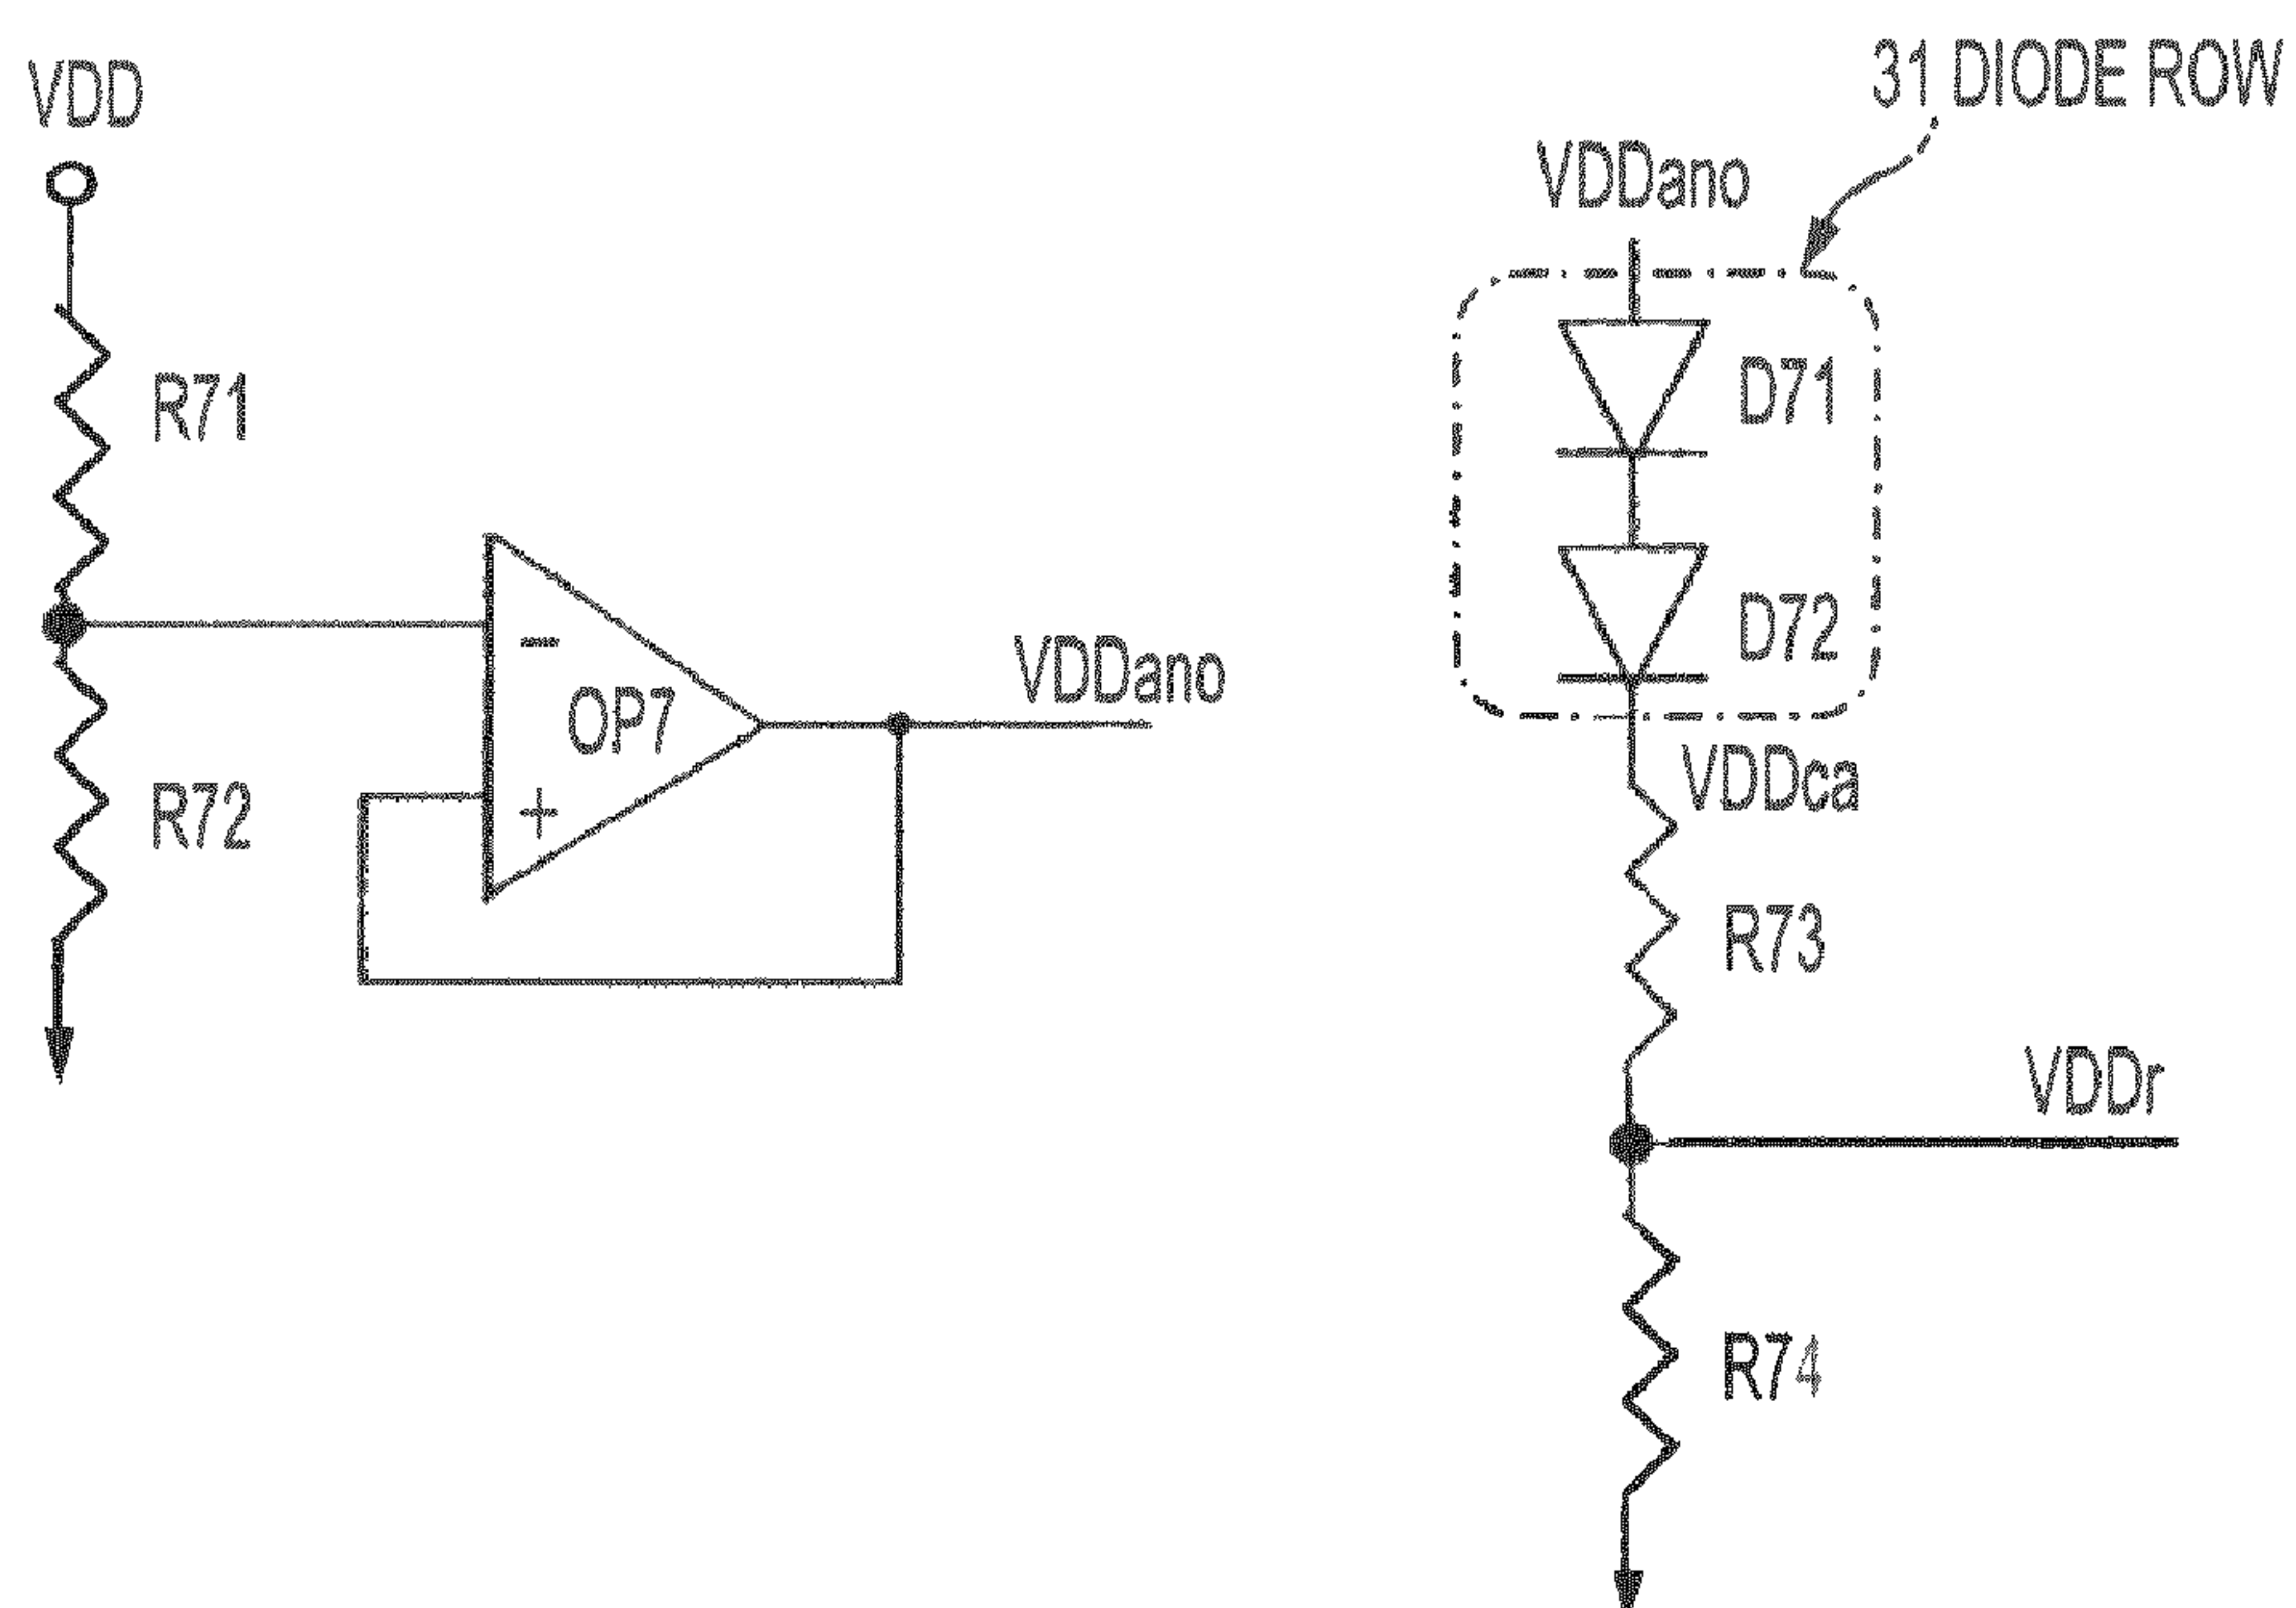 VDD
R71
R72
-
OP7
+
VDDano
31 DIODE ROW
VDDano
D71
D72
VDDca
R73
VDDr
R74